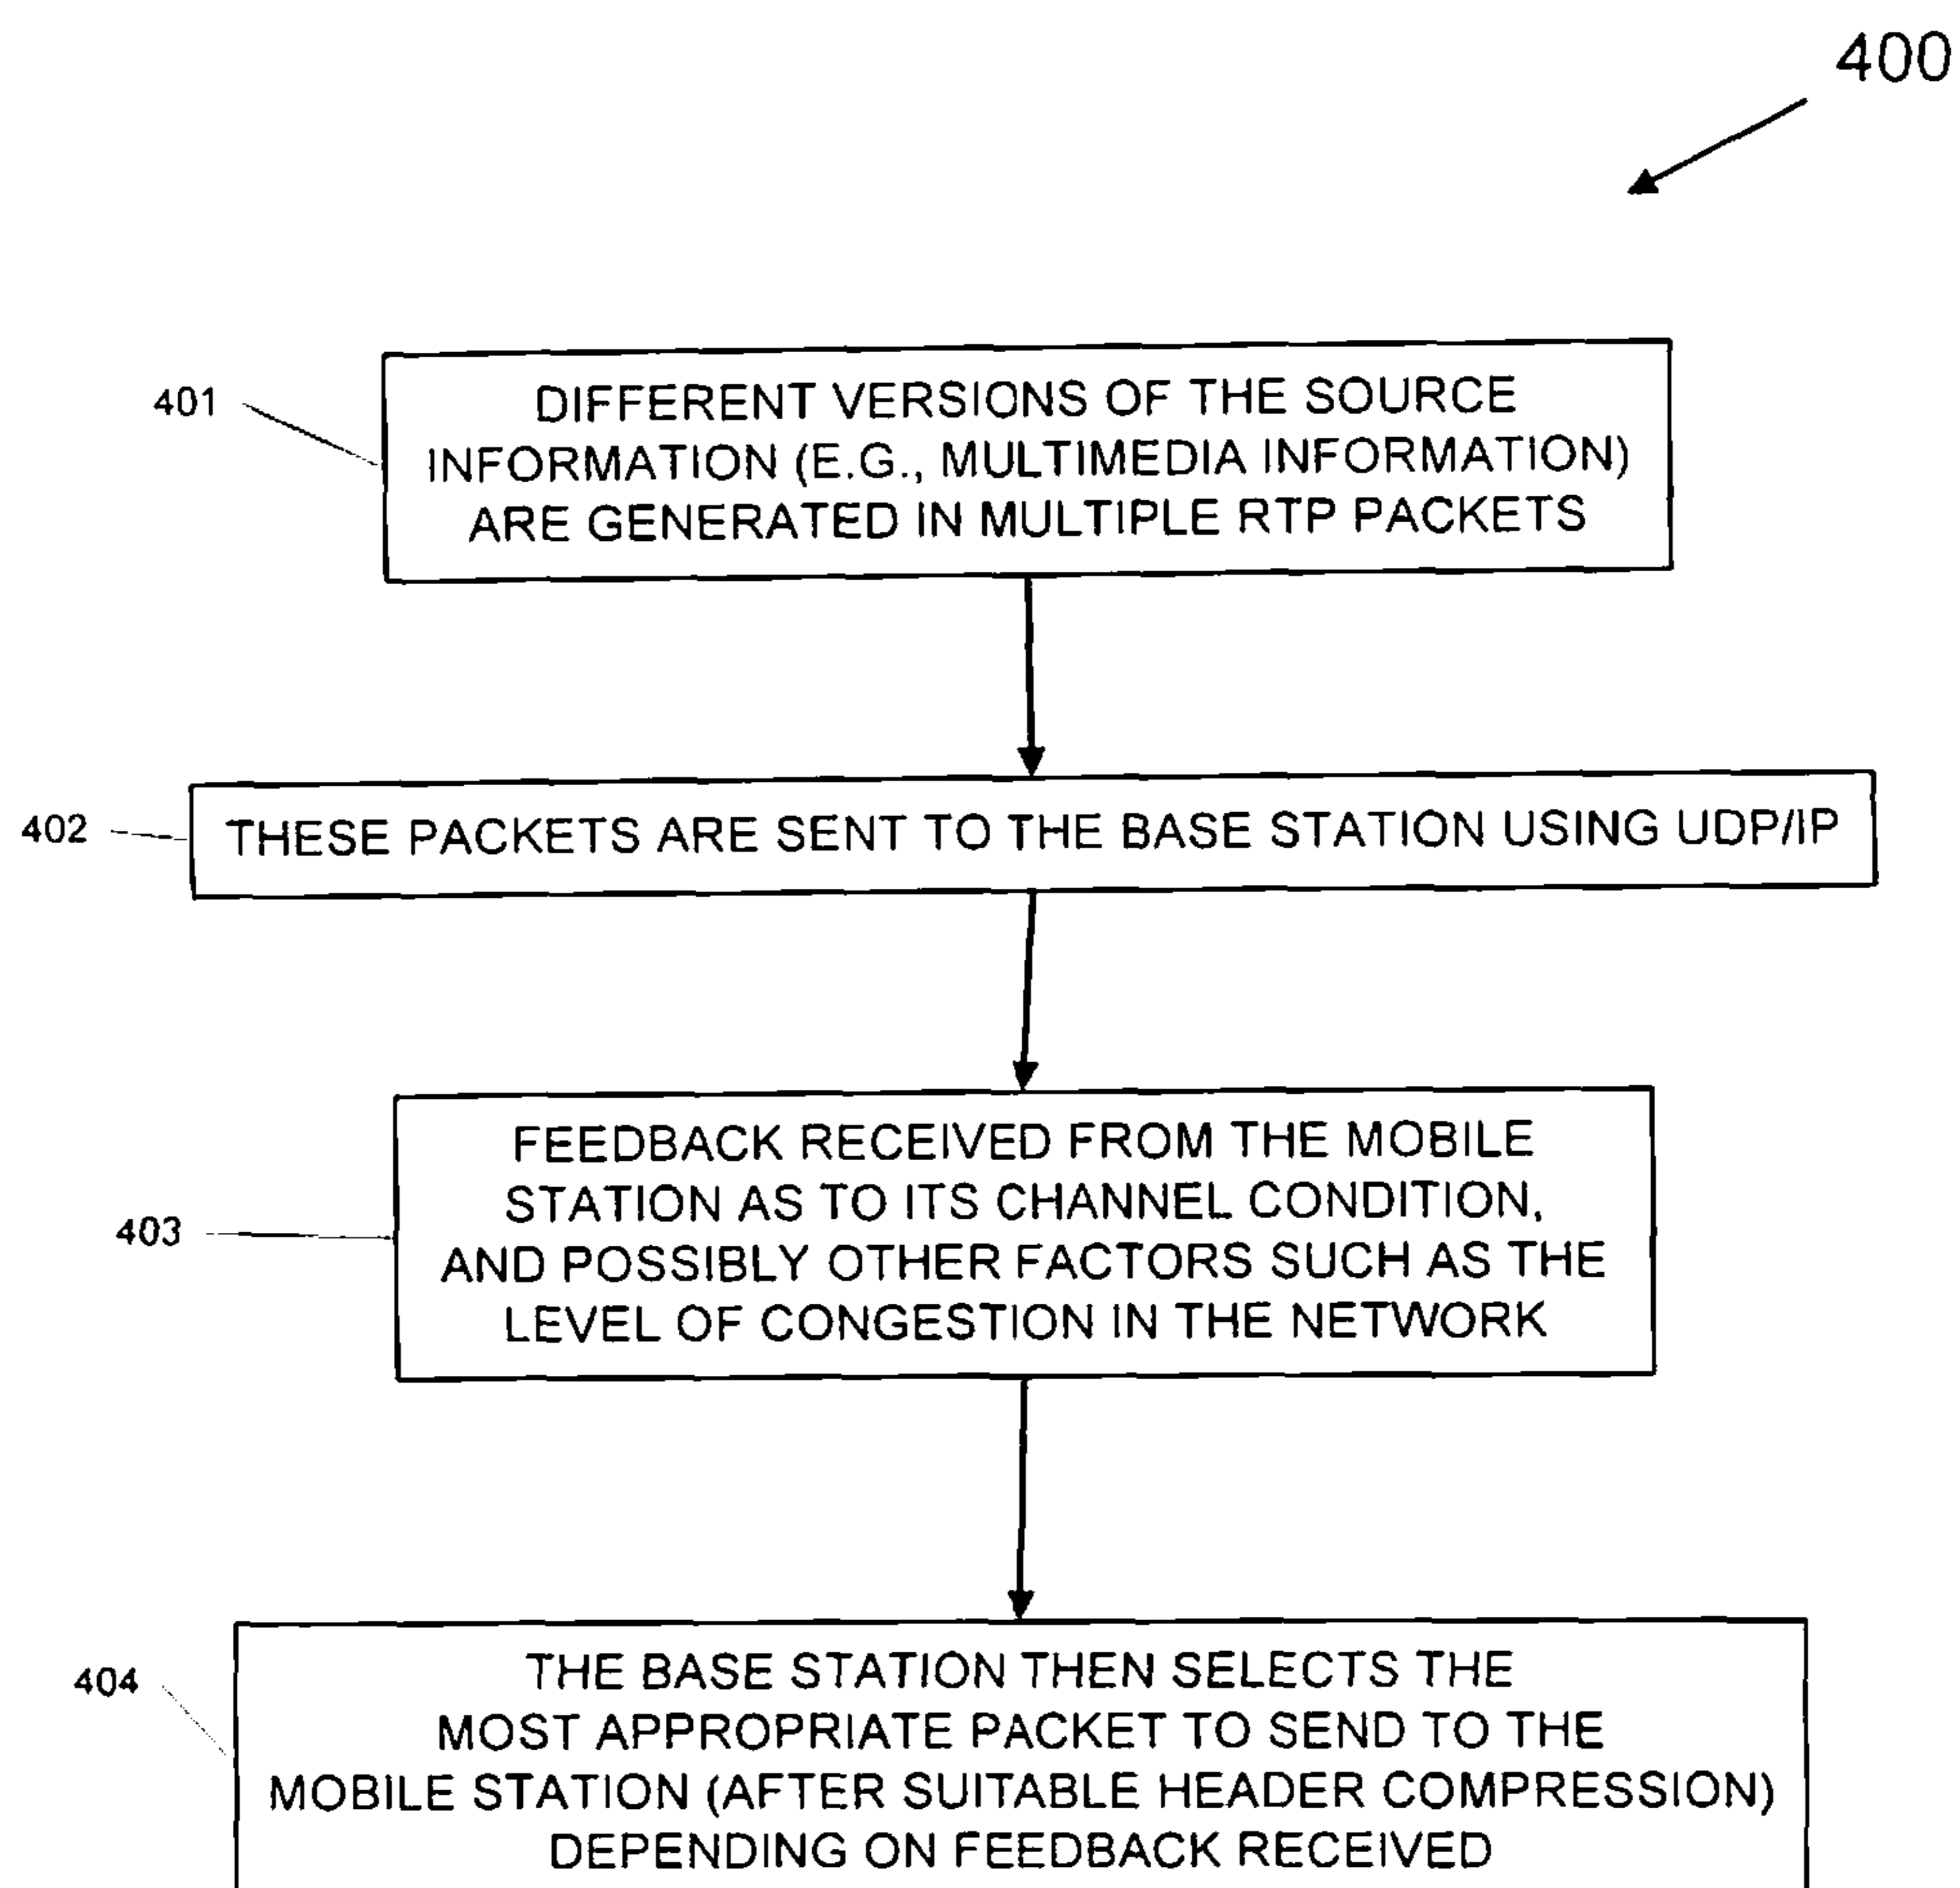 400
401
DIFFERENT VERSIONS OF THE SOURCE
INFORMATION (E.G., MULTIMEDIA INFORMATION)
ARE GENERATED IN MULTIPLE RTP PACKETS
402
THESE PACKETS ARE SENT TO THE BASE STATION USING UDP/IP
403
FEEDBACK RECEIVED FROM THE MOBILE
STATION AS TO ITS CHANNEL CONDITION,
AND POSSIBLY OTHER FACTORS SUCH AS THE
LEVEL OF CONGESTION IN THE NETWORK
404
THE BASE STATION THEN SELECTS THE
MOST APPROPRIATE PACKET TO SEND TO THE
MOBILE STATION (AFTER SUITABLE HEADER COMPRESSION)
DEPENDING ON FEEDBACK RECEIVED